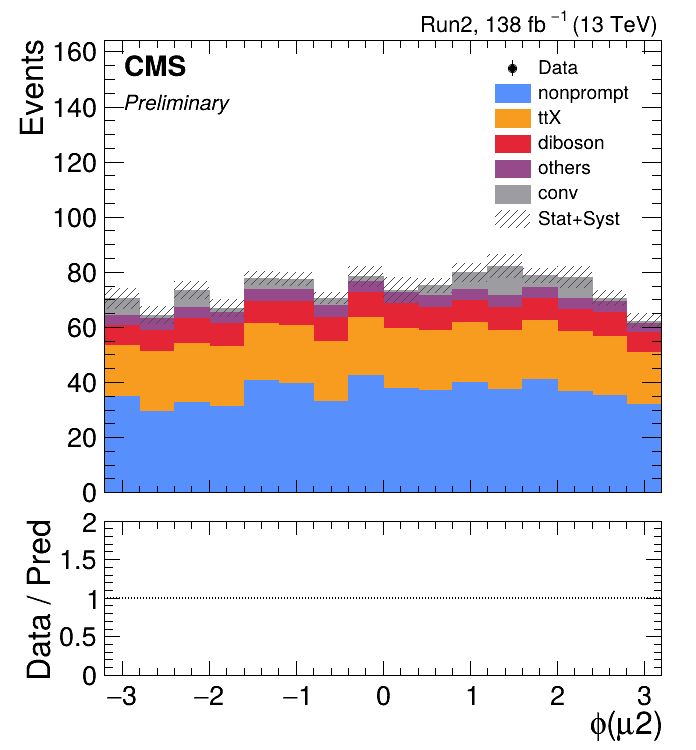 Run2, 138 fb⁻¹ (13 TeV)
Events
160
140
120
100
80
60
40
20
0
CMS
Preliminary
Data
nonprompt
ttX
diboson
others
conv
Stat+Syst
Data / Pred
2
1.5
1
0.5
0
−3 −2 −1 0 1 2 3
ϕ(μ2)